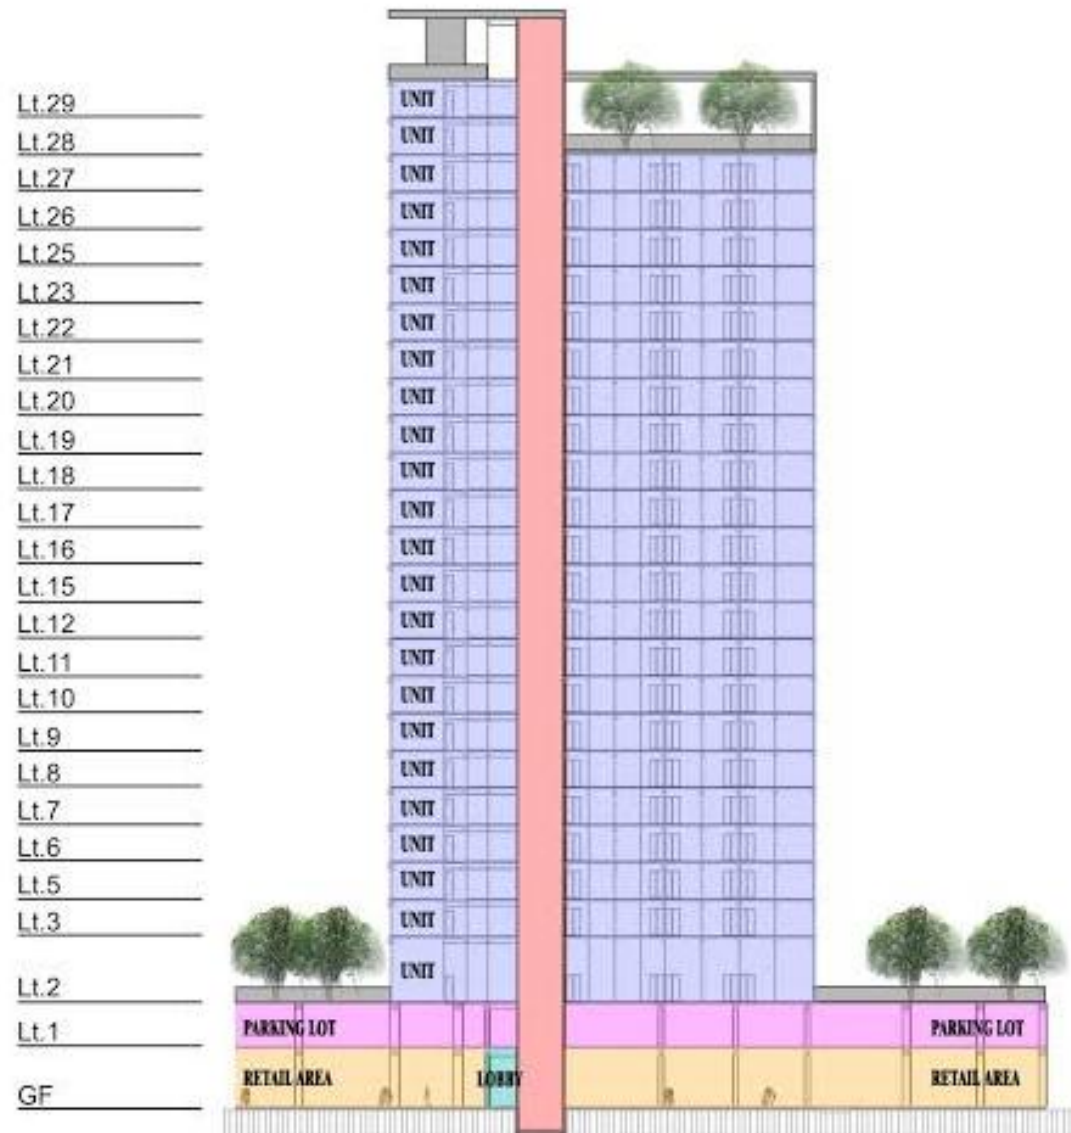 Lt.29 UNIT
Lt.28 UNIT
Lt.27 UNIT
Lt.26 UNIT
Lt.25 UNIT
Lt.23 UNIT
Lt.22 UNIT
Lt.21 UNIT
Lt.20 UNIT
Lt.19 UNIT
Lt.18 UNIT
Lt.17 UNIT
Lt.16 UNIT
Lt.15 UNIT
Lt.12 UNIT
Lt.11 UNIT
Lt.10 UNIT
Lt.9 UNIT
Lt.8 UNIT
Lt.7 UNIT
Lt.6 UNIT
Lt.5 UNIT
Lt.3 UNIT
Lt.2 UNIT
Lt.1 PARKING LOT PARKING LOT
GF RETAIL AREA LOBBY RETAIL AREA